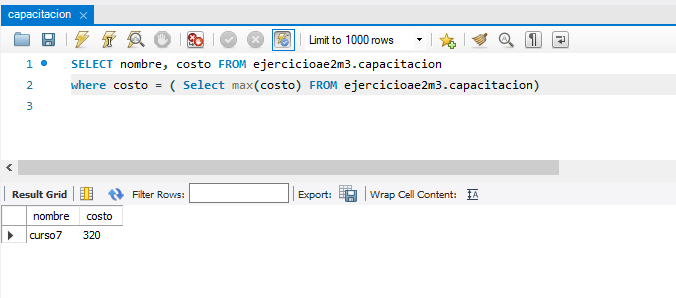 capacitacion
Limit to 1000 rows
1 SELECT nombre, costo FROM ejercicioae2m3.capacitacion
2 where costo = ( Select max(costo) FROM ejercicioae2m3.capacitacion)
3
Result Grid Filter Rows: Export: Wrap Cell Content:
nombre costo
curso7 320